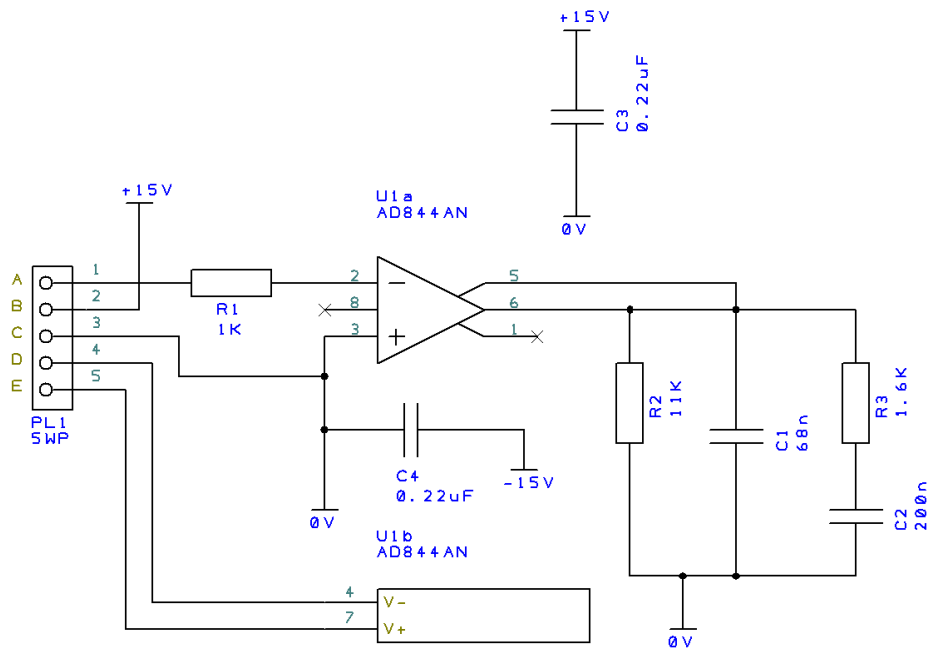 +15V
C3
0.22uF
0V
+15V
U1a
AD844AN
A
B
C
D
E
1
2
3
4
5
PL1
5WP
R1
1K
2
8
3
-
+
5
6
1
R2
11K
C1
68n
R3
1.6K
C2
200n
C4
0.22uF
-15V
0V
U1b
AD844AN
4
7
V-
V+
0V